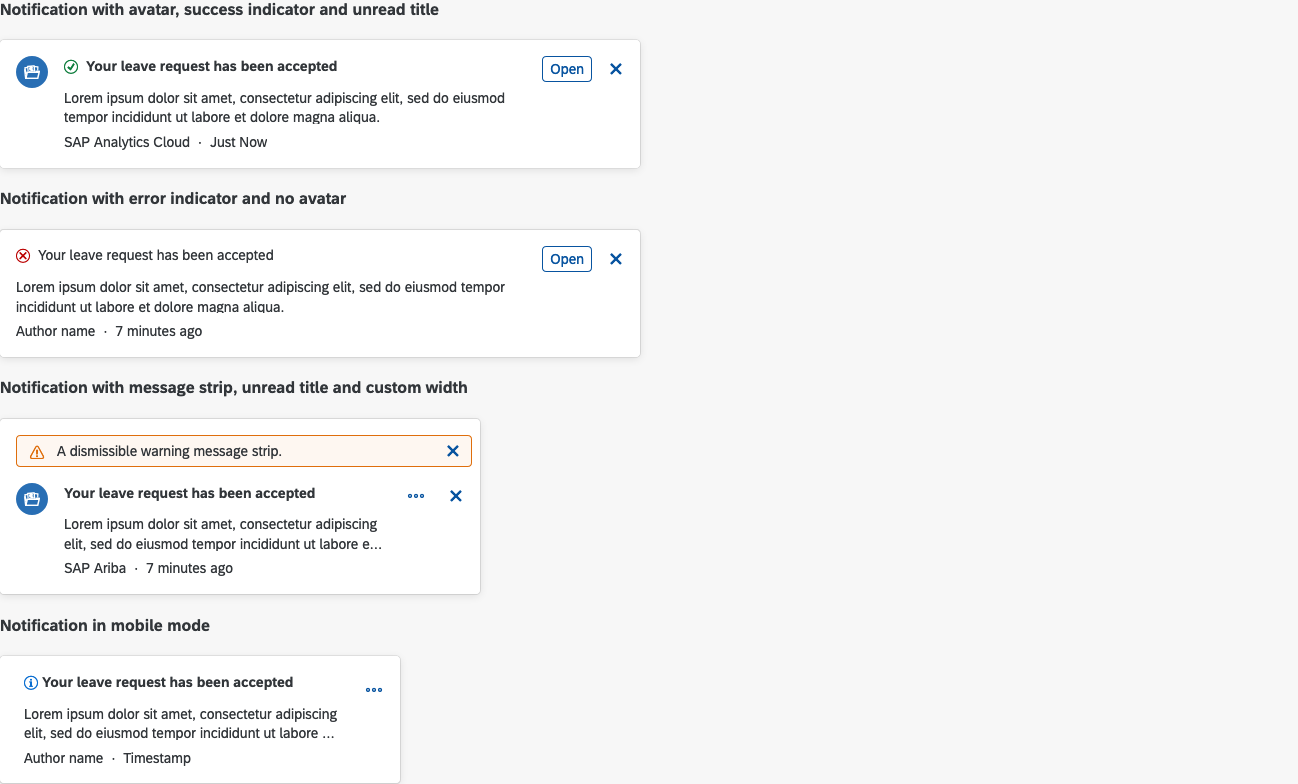 Notification with avatar, success indicator and unread title
Your leave request has been accepted
Open
Lorem ipsum dolor sit amet, consectetur adipiscing elit, sed do eiusmod
tempor incididunt ut labore et dolore magna aliqua.
SAP Analytics Cloud · Just Now
Notification with error indicator and no avatar
Your leave request has been accepted
Open
Lorem ipsum dolor sit amet, consectetur adipiscing elit, sed do eiusmod tempor
incididunt ut labore et dolore magna aliqua.
Author name · 7 minutes ago
Notification with message strip, unread title and custom width
A dismissible warning message strip.
Your leave request has been accepted
Lorem ipsum dolor sit amet, consectetur adipiscing
elit, sed do eiusmod tempor incididunt ut labore e...
SAP Ariba · 7 minutes ago
Notification in mobile mode
Your leave request has been accepted
Lorem ipsum dolor sit amet, consectetur adipiscing
elit, sed do eiusmod tempor incididunt ut labore ...
Author name · Timestamp